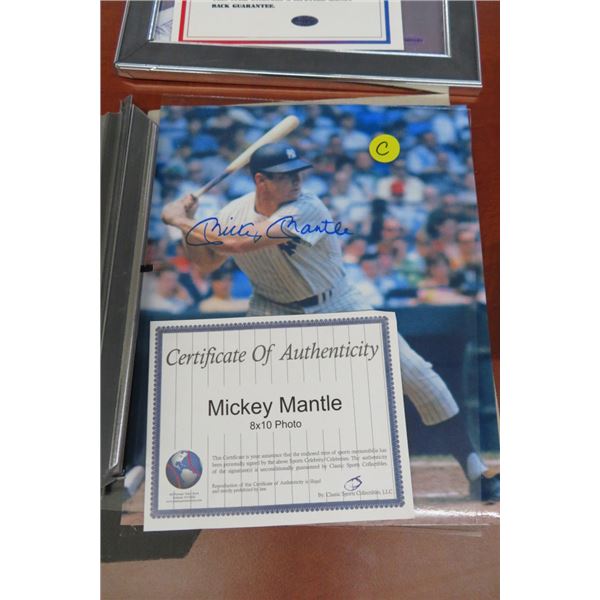 BACK GUARANTEE.
C
Mickey Mantle
Certificate Of Authenticity
Mickey Mantle
8x10 Photo
This Certificate is your assurance that the enclosed item of sports memorabilia has
been personally signed by the above Sports Celebrity/Celebrities. The authenticity
of the signature(s) is unconditionally guaranteed by Classic Sports Collectibles.
Reproduction of the Certificate of Authenticity is illegal
and strictly prohibited by law.
By: Classic Sports Collectibles, LLC